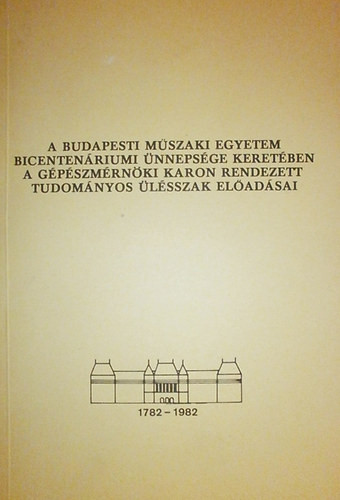 A BUDAPESTI MŰSZAKI EGYETEM
BICENTENÁRIUMI ÜNNEPSÉGE KERETÉBEN
A GÉPÉSZMÉRNÖKI KARON RENDEZETT
TUDOMÁNYOS ÜLÉSSZAK ELŐADÁSAI
1782 – 1982